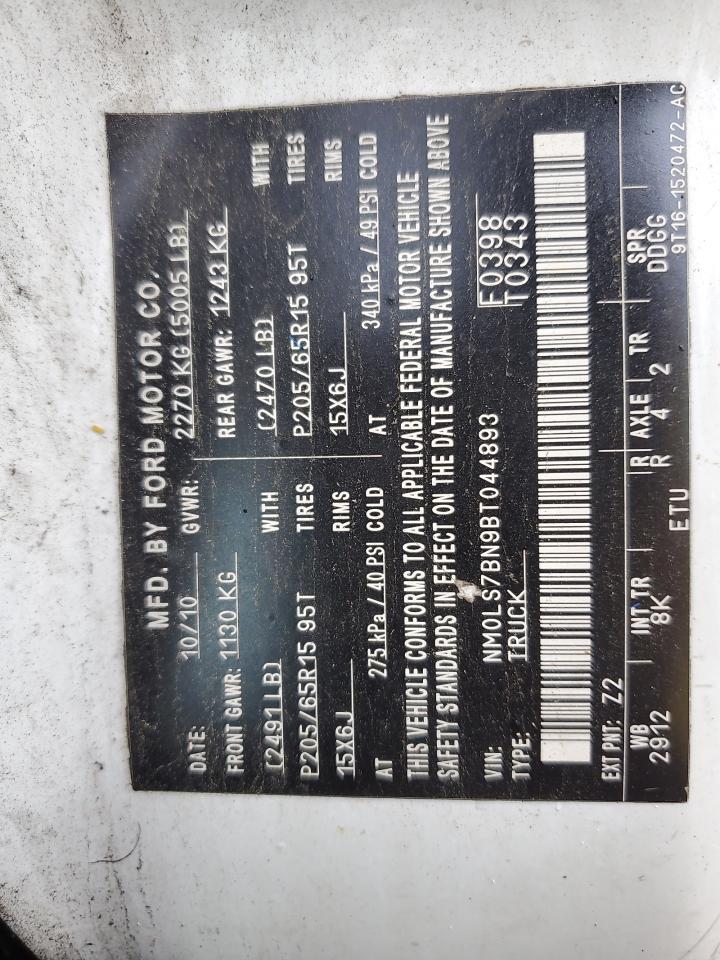 MFD. BY FORD MOTOR CO.
DATE: 10/10 GVWR: 2270 KG (5005 LB)
FRONT GAWR: 1130 KG REAR GAWR: 1243 KG
(2491LB) WITH (2470 LB) WITH
P205/65R15 95T TIRES P205/65R15 95T TIRES
15X6J RIMS 15X6J RIMS
AT 275 kPa / 40 PSI COLD AT 340 kPa / 49 PSI COLD
THIS VEHICLE CONFORMS TO ALL APPLICABLE FEDERAL MOTOR VEHICLE
SAFETY STANDARDS IN EFFECT ON THE DATE OF MANUFACTURE SHOWN ABOVE
VIN: NM0LS7BN9BT044893 F0398
TYPE: TRUCK T0343
EXT PNT: Z2
WB INT TR R AXLE TR SPR
2912 8K R 4 2 DDGG
ETU 9T16-1520472-AC